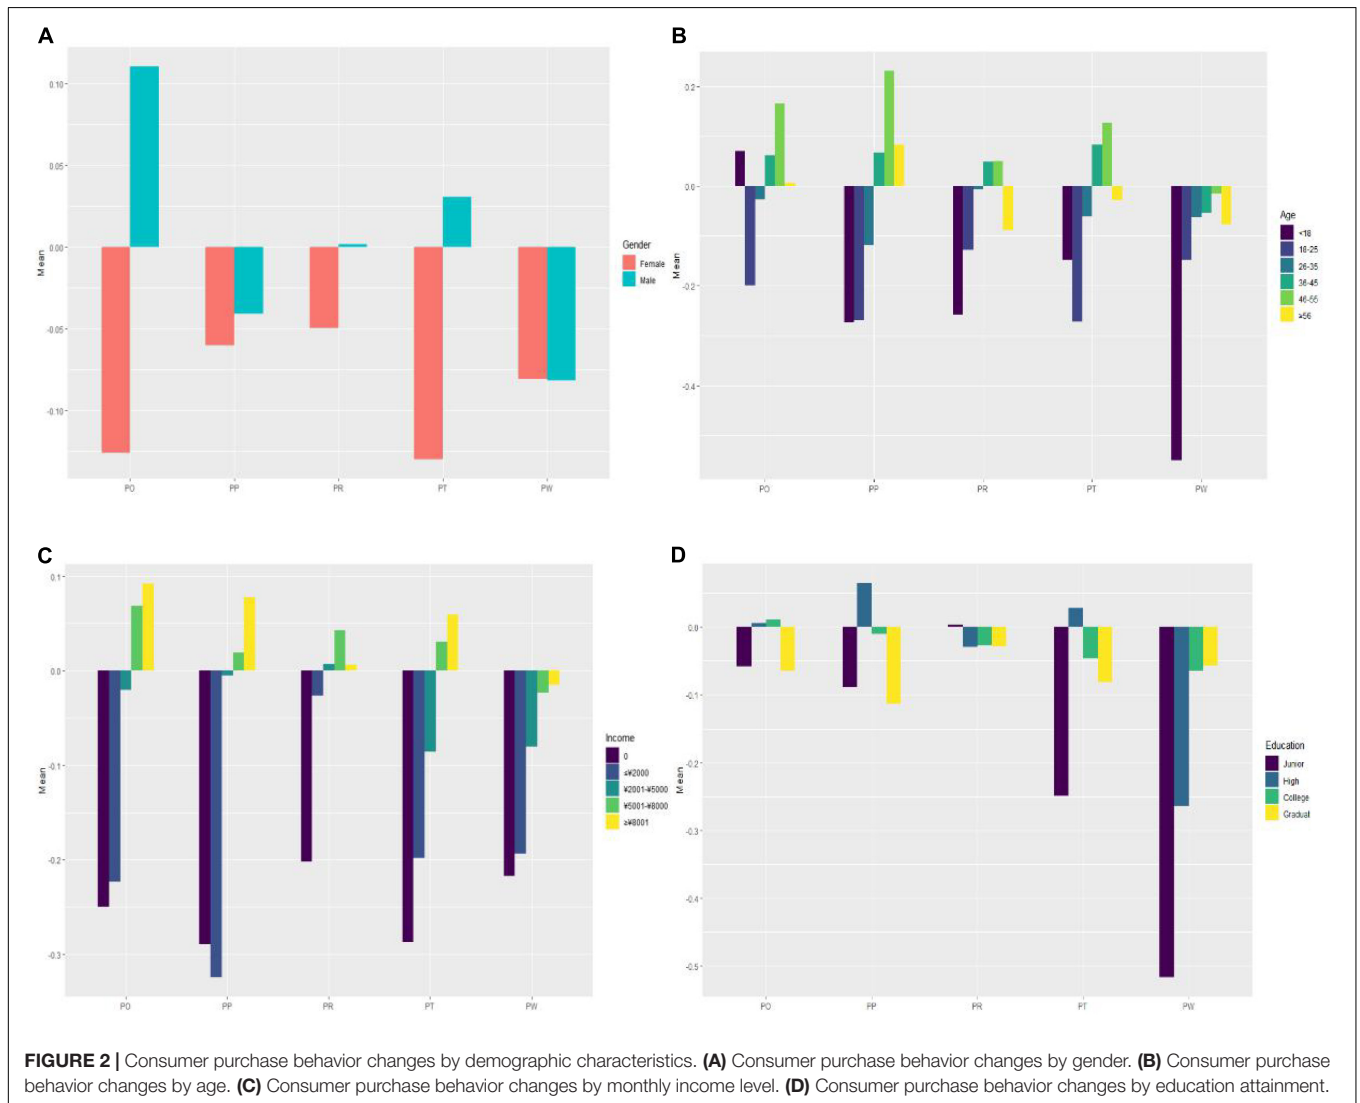 A
0.10
0.05
0.00
-0.05
-0.10
Mean
PO PP PR PT PW
Gender
Female
Male
B
0.2
0.0
-0.2
-0.4
Mean
PO PP PR PT PW
Age
<18
18-25
26-35
36-45
46-55
≥56
C
0.1
0.0
-0.1
-0.2
-0.3
Mean
PO PP PR PT PW
Income
0
≤¥2000
¥2001-¥5000
¥5001-¥8000
≥¥8001
D
0.0
-0.1
-0.2
-0.3
-0.4
-0.5
Mean
PO PP PR PT PW
Education
Junior
High
College
Graduat
FIGURE 2 | Consumer purchase behavior changes by demographic characteristics. (A) Consumer purchase behavior changes by gender. (B) Consumer purchase
behavior changes by age. (C) Consumer purchase behavior changes by monthly income level. (D) Consumer purchase behavior changes by education attainment.